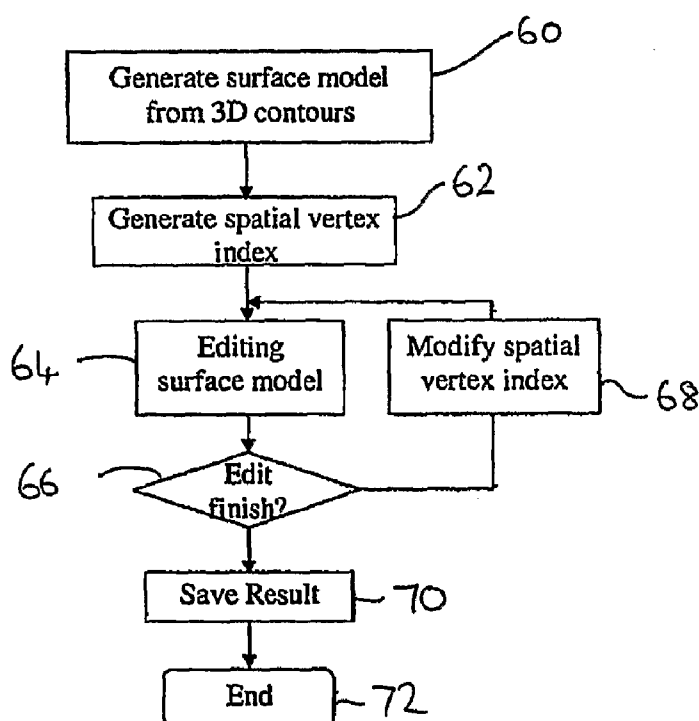 60
Generate surface model
from 3D contours
62
Generate spatial vertex
index
64
Editing
surface model
Modify spatial
vertex index
68
66
Edit
finish?
Save Result
70
End
72